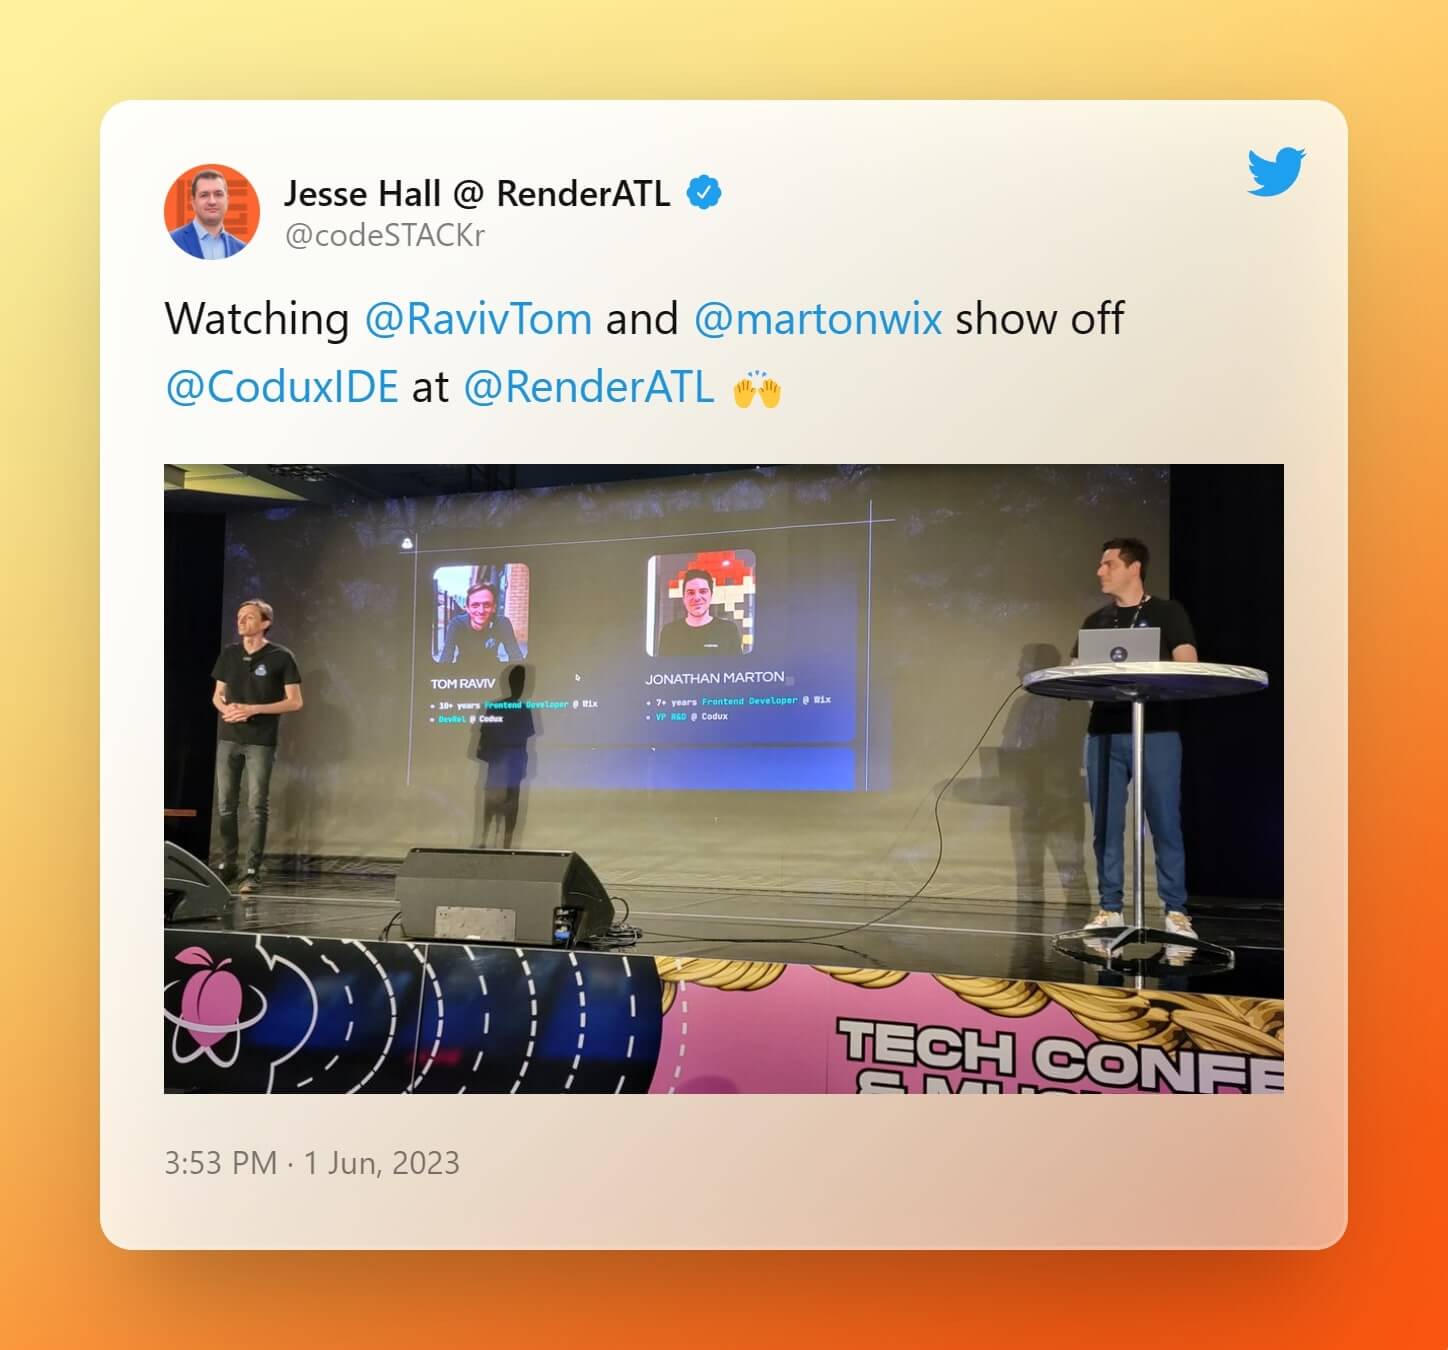 Jesse Hall @ RenderATL
@codeSTACKr
Watching @RavivTom and @martonwix show off
@CoduxIDE at @RenderATL 🙌
TOM RAVIV
• 10+ years Frontend Developer @ Wix
• DevRel @ Codux
JONATHAN MARTON
• 7+ years Frontend Developer @ Wix
• VP R&D @ Codux
TECH CONFE
& MUS
3:53 PM · 1 Jun, 2023